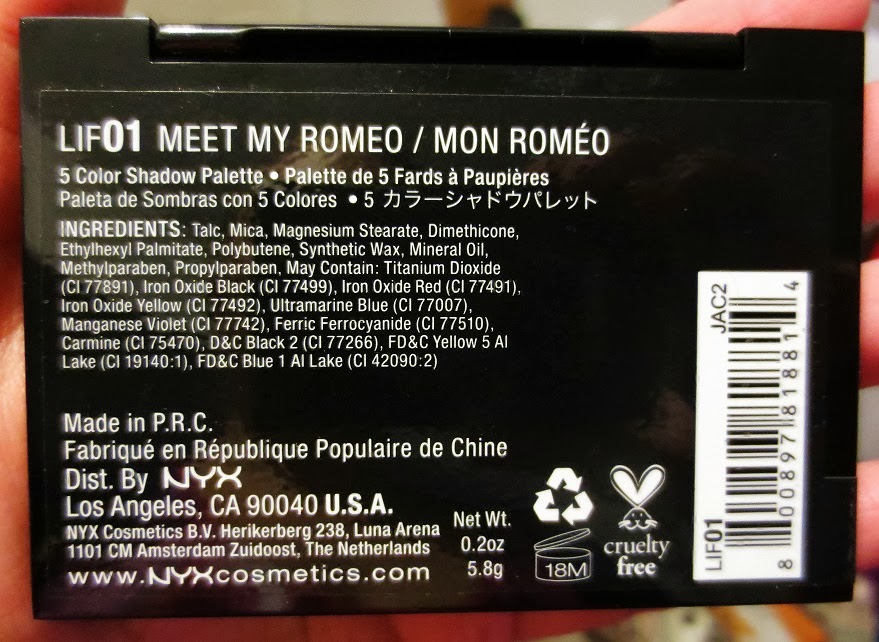 LIF01 MEET MY ROMEO / MON ROMÉO
5 Color Shadow Palette • Palette de 5 Fards à Paupières
Paleta de Sombras con 5 Colores • 5 カラーシャドウパレット
INGREDIENTS: Talc, Mica, Magnesium Stearate, Dimethicone,
Ethylhexyl Palmitate, Polybutene, Synthetic Wax, Mineral Oil,
Methylparaben, Propylparaben, May Contain: Titanium Dioxide
(CI 77891), Iron Oxide Black (CI 77499), Iron Oxide Red (CI 77491),
Iron Oxide Yellow (CI 77492), Ultramarine Blue (CI 77007),
Manganese Violet (CI 77742), Ferric Ferrocyanide (CI 77510),
Carmine (CI 75470), D&C Black 2 (CI 77266), FD&C Yellow 5 Al
Lake (CI 19140:1), FD&C Blue 1 Al Lake (CI 42090:2)
Made in P.R.C.
Fabriqué en République Populaire de Chine
Dist. By NYX
Los Angeles, CA 90040 U.S.A.
NYX Cosmetics B.V. Herikerberg 238, Luna Arena
1101 CM Amsterdam Zuidoost, The Netherlands
www.NYXcosmetics.com
Net Wt.
0.2oz
5.8g
18M
cruelty
free
JAC2
LIF01
8 00897 81881 4